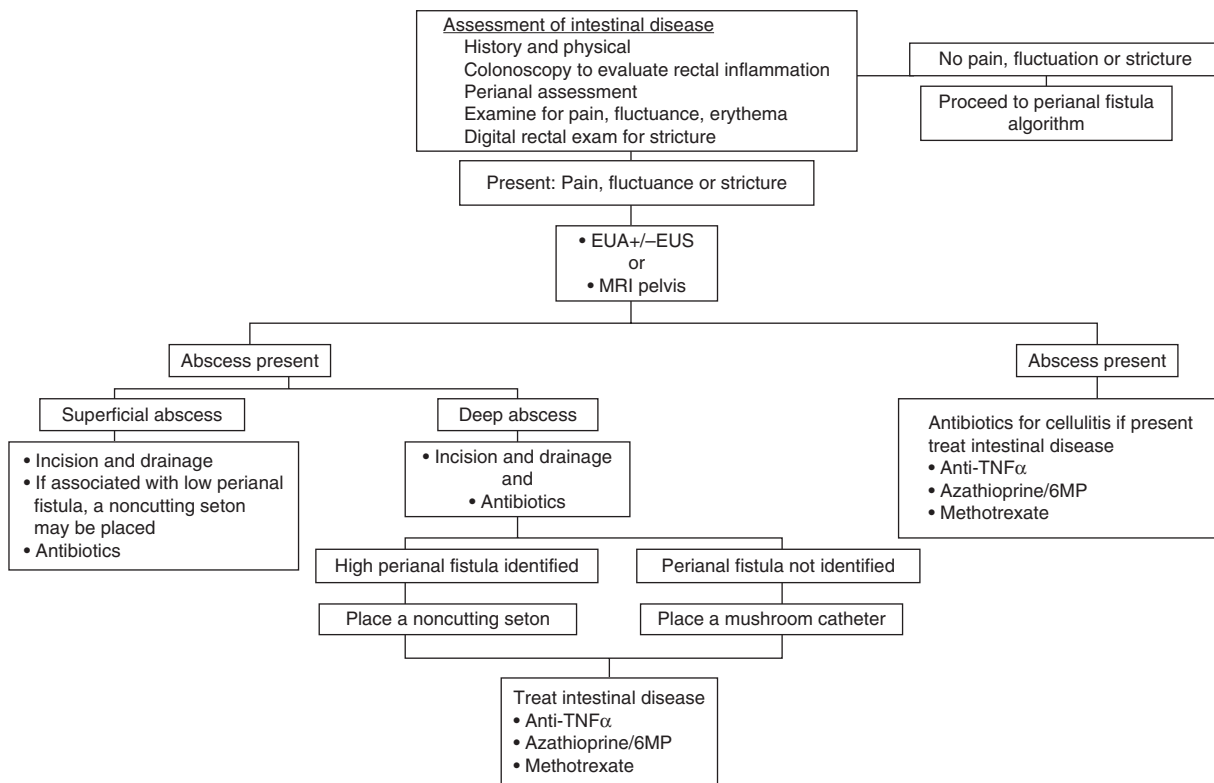 Assessment of intestinal disease
History and physical
Colonoscopy to evaluate rectal inflammation
Perianal assessment
Examine for pain, fluctuance, erythema
Digital rectal exam for stricture
No pain, fluctuation or stricture
Proceed to perianal fistula
algorithm
Present: Pain, fluctuance or stricture
• EUA+/–EUS
or
• MRI pelvis
Abscess present
Abscess present
Superficial abscess
Deep abscess
• Incision and drainage
• If associated with low perianal
fistula, a noncutting seton
may be placed
• Antibiotics
• Incision and drainage
and
• Antibiotics
Antibiotics for cellulitis if present
treat intestinal disease
• Anti-TNFα
• Azathioprine/6MP
• Methotrexate
High perianal fistula identified
Perianal fistula not identified
Place a noncutting seton
Place a mushroom catheter
Treat intestinal disease
• Anti-TNFα
• Azathioprine/6MP
• Methotrexate